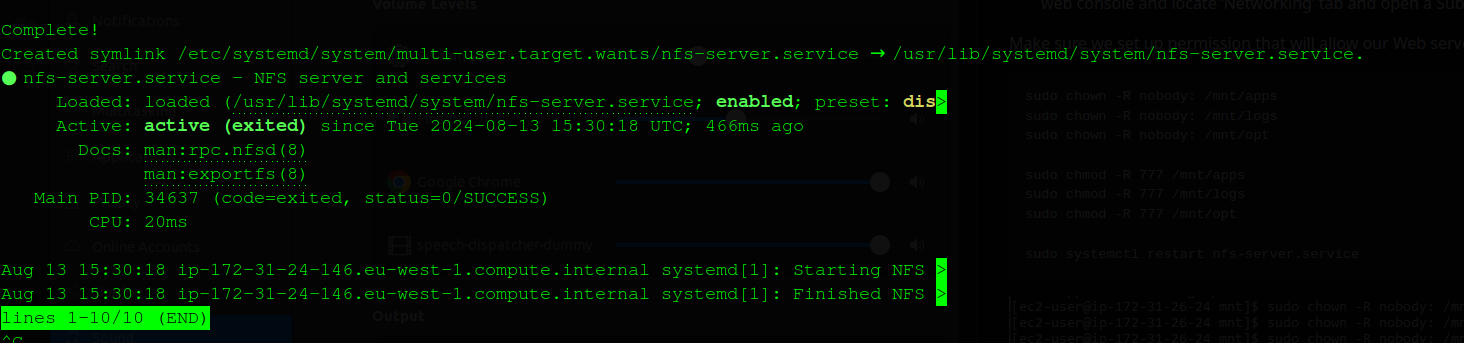 Complete!
Created symlink /etc/systemd/system/multi-user.target.wants/nfs-server.service → /usr/lib/systemd/system/nfs-server.service.
● nfs-server.service - NFS server and services
Loaded: loaded (/usr/lib/systemd/system/nfs-server.service; enabled; preset: dis>
Active: active (exited) since Tue 2024-08-13 15:30:18 UTC; 466ms ago
Docs: man:rpc.nfsd(8)
man:exportfs(8)
Main PID: 34637 (code=exited, status=0/SUCCESS)
CPU: 20ms
Aug 13 15:30:18 ip-172-31-24-146.eu-west-1.compute.internal systemd[1]: Starting NFS >
Aug 13 15:30:18 ip-172-31-24-146.eu-west-1.compute.internal systemd[1]: Finished NFS >
lines 1-10/10 (END)
^C
Notifications
Online Accounts
Sound
Volume Levels
Google Chrome
speech-dispatcher-dummy
Output
web console and locate 'Networking' tab and open a Sub
Make sure we set up permission that will allow our Web serve
sudo chown -R nobody: /mnt/apps
sudo chown -R nobody: /mnt/logs
sudo chown -R nobody: /mnt/opt
sudo chmod -R 777 /mnt/apps
sudo chmod -R 777 /mnt/logs
sudo chmod -R 777 /mnt/opt
sudo systemctl restart nfs-server.service
[ec2-user@ip-172-31-26-24 mnt]$ sudo chown -R nobody: /mn
[ec2-user@ip-172-31-26-24 mnt]$ sudo chown -R nobody: /mn
[ec2-user@ip-172-31-26-24 mnt]$ sudo chown -R nobody: /mn